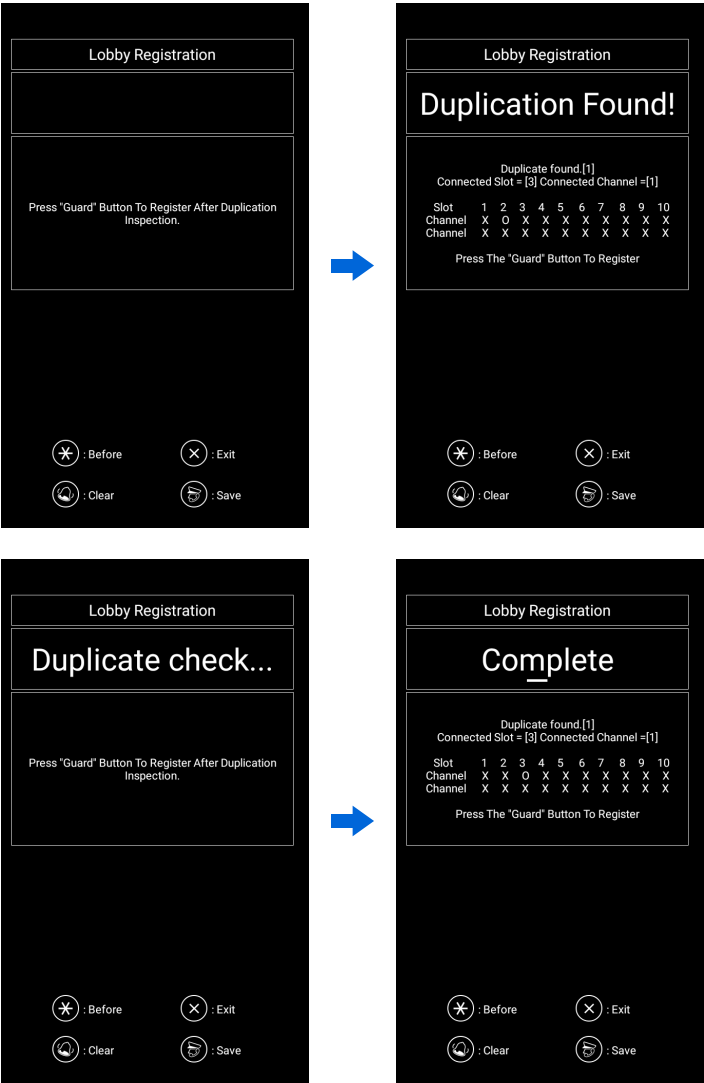 Lobby Registration
Press "Guard" Button To Register After Duplication
Inspection.
: Before
: Exit
: Clear
: Save
Lobby Registration
Duplication Found!
Duplicate found.[1]
Connected Slot = [3] Connected Channel =[1]
Slot 1 2 3 4 5 6 7 8 9 10
Channel X O X X X X X X X X
Channel X X X X X X X X X X
Press The "Guard" Button To Register
: Before
: Exit
: Clear
: Save
Lobby Registration
Duplicate check...
Press "Guard" Button To Register After Duplication
Inspection.
: Before
: Exit
: Clear
: Save
Lobby Registration
Complete
Duplicate found.[1]
Connected Slot = [3] Connected Channel =[1]
Slot 1 2 3 4 5 6 7 8 9 10
Channel X X O X X X X X X X
Channel X X X X X X X X X X
Press The "Guard" Button To Register
: Before
: Exit
: Clear
: Save